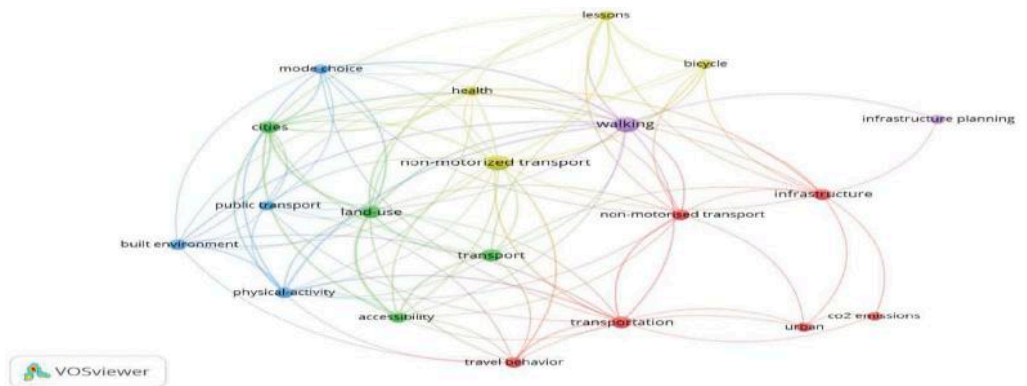 lessons
bicycle
mode choice
health
infrastructure planning
walking
cities
non-motorized transport
infrastructure
public transport
land-use
non-motorised transport
built environment
transport
physical-activity
accessibility
co2 emissions
transportation
urban
travel behavior
VOSviewer